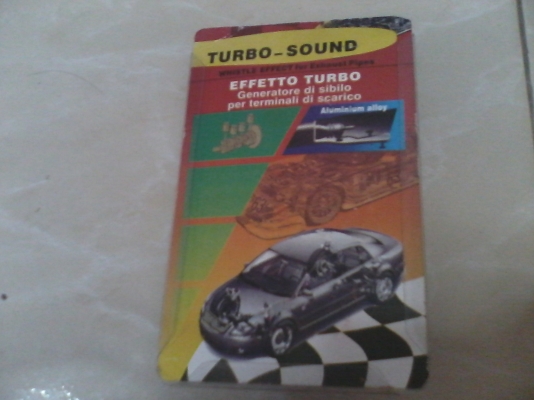 TURBO-SOUND
WHISTLE EFFECT for Exhaust Pipes
EFFETTO TURBO
Generatore di sibilo
per terminali di scarico
Aluminium alloy